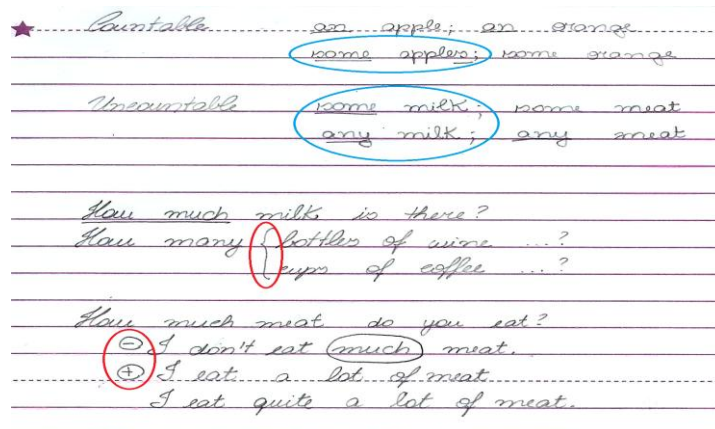 Countable an apple; an orange
some apples; some orange
Uncountable some milk; some meat
any milk; any meat
How much milk is there?
How many { bottles of wine ...?
cups of coffee ...?
How much meat do you eat?
⊖ I don't eat much meat.
⊕ I eat a lot of meat
I eat quite a lot of meat.